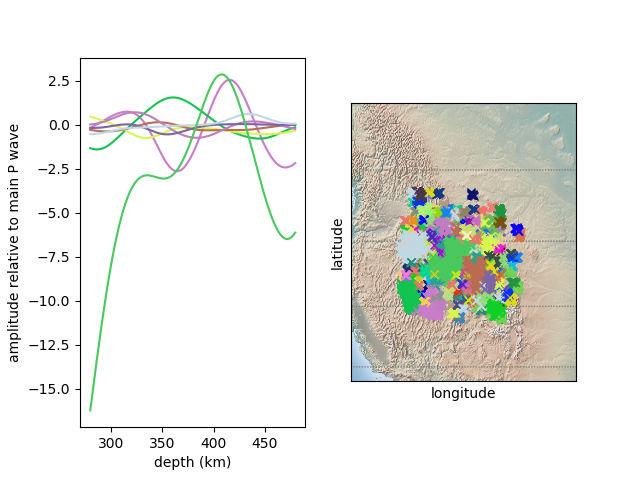 2.5
0.0
−2.5
−5.0
−7.5
−10.0
−12.5
−15.0
amplitude relative to main P wave
300 350 400 450
depth (km)
latitude
longitude